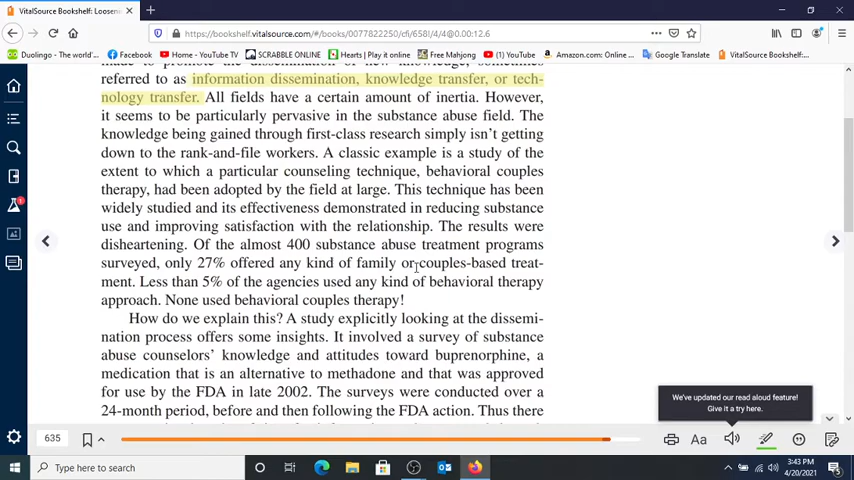 VitalSource Bookshelf: Loosene
https://bookshelf.vitalsource.com/#/books/0077822250/cfi/658!/4/4@0.00:12.6
Duolingo - The world'...
Facebook
Home - YouTube
SCRABBLE ONLINE
Hearts | Play it online
Free Mahjong
(1) YouTube
Amazon.com: Online...
Google Translate
VitalSource Bookshelf...
referred to as information dissemination, knowledge transfer, or tech-
nology transfer. All fields have a certain amount of inertia. However,
it seems to be particularly pervasive in the substance abuse field. The
knowledge being gained through first-class research simply isn't getting
down to the rank-and-file workers. A classic example is a study of the
extent to which a particular counseling technique, behavioral couples
therapy, had been adopted by the field at large. This technique has been
widely studied and its effectiveness demonstrated in reducing substance
use and improving satisfaction with the relationship. The results were
disheartening. Of the almost 400 substance abuse treatment programs
surveyed, only 27% offered any kind of family or couples-based treat-
ment. Less than 5% of the agencies used any kind of behavioral therapy
approach. None used behavioral couples therapy!
How do we explain this? A study explicitly looking at the dissemi-
nation process offers some insights. It involved a survey of substance
abuse counselors' knowledge and attitudes toward buprenorphine, a
medication that is an alternative to methadone and that was approved
for use by the FDA in late 2002. The surveys were conducted over a
24-month period, before and then following the FDA action. Thus there
We've updated our read aloud feature!
Give it a try here.
635
Aa
Type here to search
3:43 PM
4/20/2021